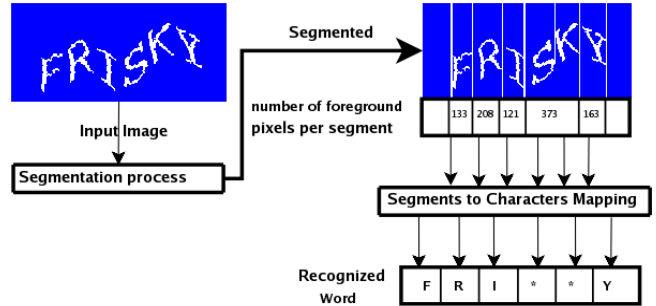 FRISKY
Segmented
FRISKY
number of foreground
pixels per segment
133 208 121 373 163
Input Image
Segmentation process
Segments to Characters Mapping
Recognized
Word
F R I * * Y